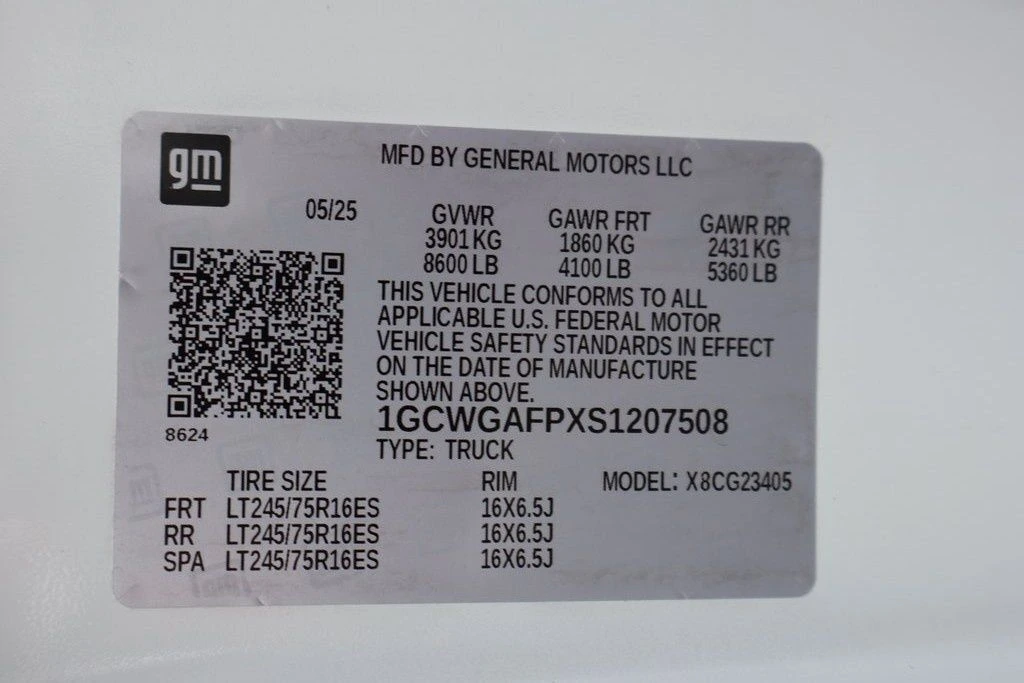 gm
MFD BY GENERAL MOTORS LLC
05/25
GVWR GAWR FRT GAWR RR
3901 KG 1860 KG 2431 KG
8600 LB 4100 LB 5360 LB
THIS VEHICLE CONFORMS TO ALL
APPLICABLE U.S. FEDERAL MOTOR
VEHICLE SAFETY STANDARDS IN EFFECT
ON THE DATE OF MANUFACTURE
SHOWN ABOVE.
8624
1GCWGAFPXS1207508
TYPE: TRUCK
TIRE SIZE RIM MODEL: X8CG23405
FRT LT245/75R16ES 16X6.5J
RR LT245/75R16ES 16X6.5J
SPA LT245/75R16ES 16X6.5J